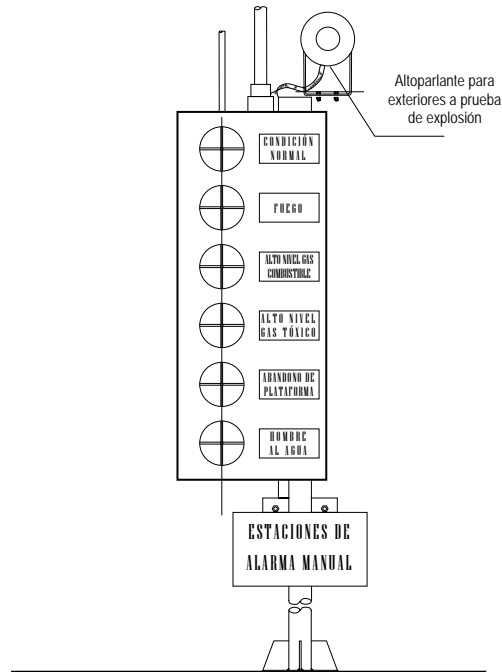 Altoparlante para
exteriores a prueba
de explosión
CONDICIÓN
NORMAL
FUEGO
ALTO NIVEL GAS
COMBUSTIBLE
ALTO NIVEL
GAS TÓXICO
ABANDONO DE
PLATAFORMA
HOMBRE
AL AGUA
ESTACIONES DE
ALARMA MANUAL